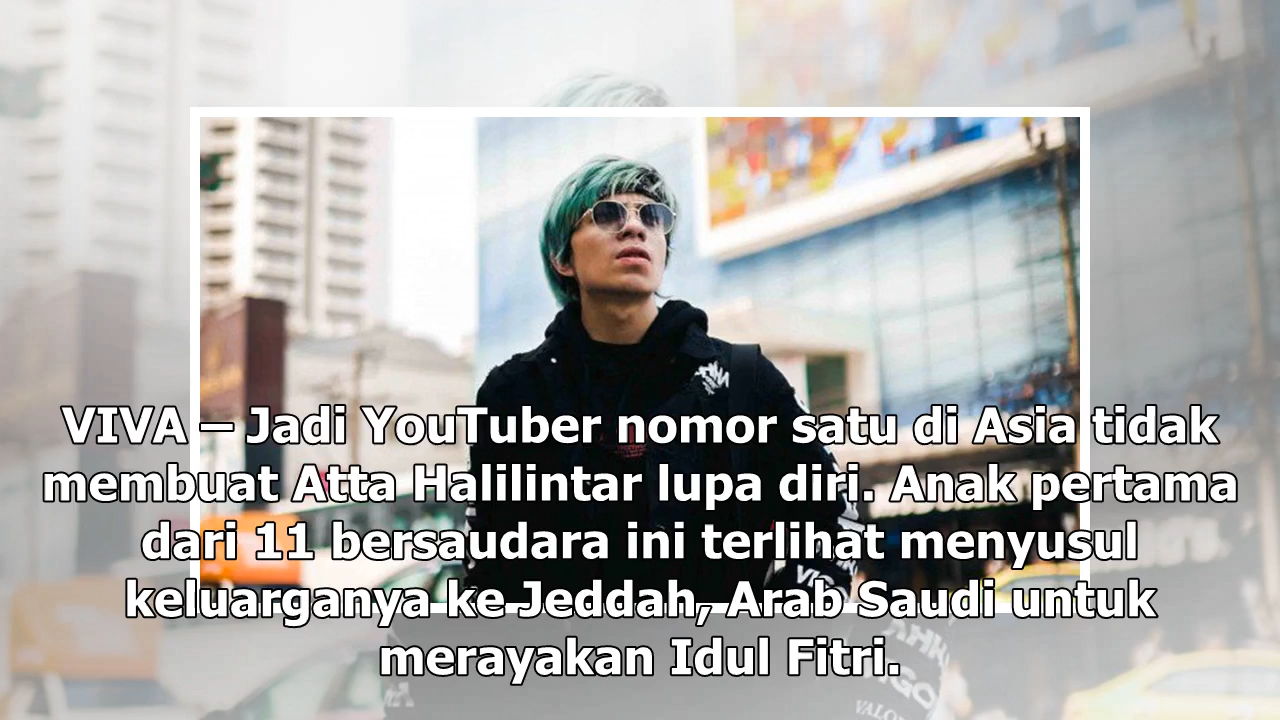 VIVA – Jadi YouTuber nomor satu di Asia tidak
membuat Atta Halilintar lupa diri. Anak pertama
dari 11 bersaudara ini terlihat menyusul
keluarganya ke Jeddah, Arab Saudi untuk
merayakan Idul Fitri.